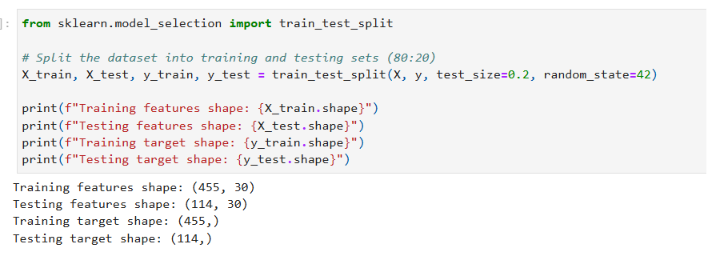 ]: from sklearn.model_selection import train_test_split
# Split the dataset into training and testing sets (80:20)
X_train, X_test, y_train, y_test = train_test_split(X, y, test_size=0.2, random_state=42)
print(f"Training features shape: {X_train.shape}")
print(f"Testing features shape: {X_test.shape}")
print(f"Training target shape: {y_train.shape}")
print(f"Testing target shape: {y_test.shape}")
Training features shape: (455, 30)
Testing features shape: (114, 30)
Training target shape: (455,)
Testing target shape: (114,)